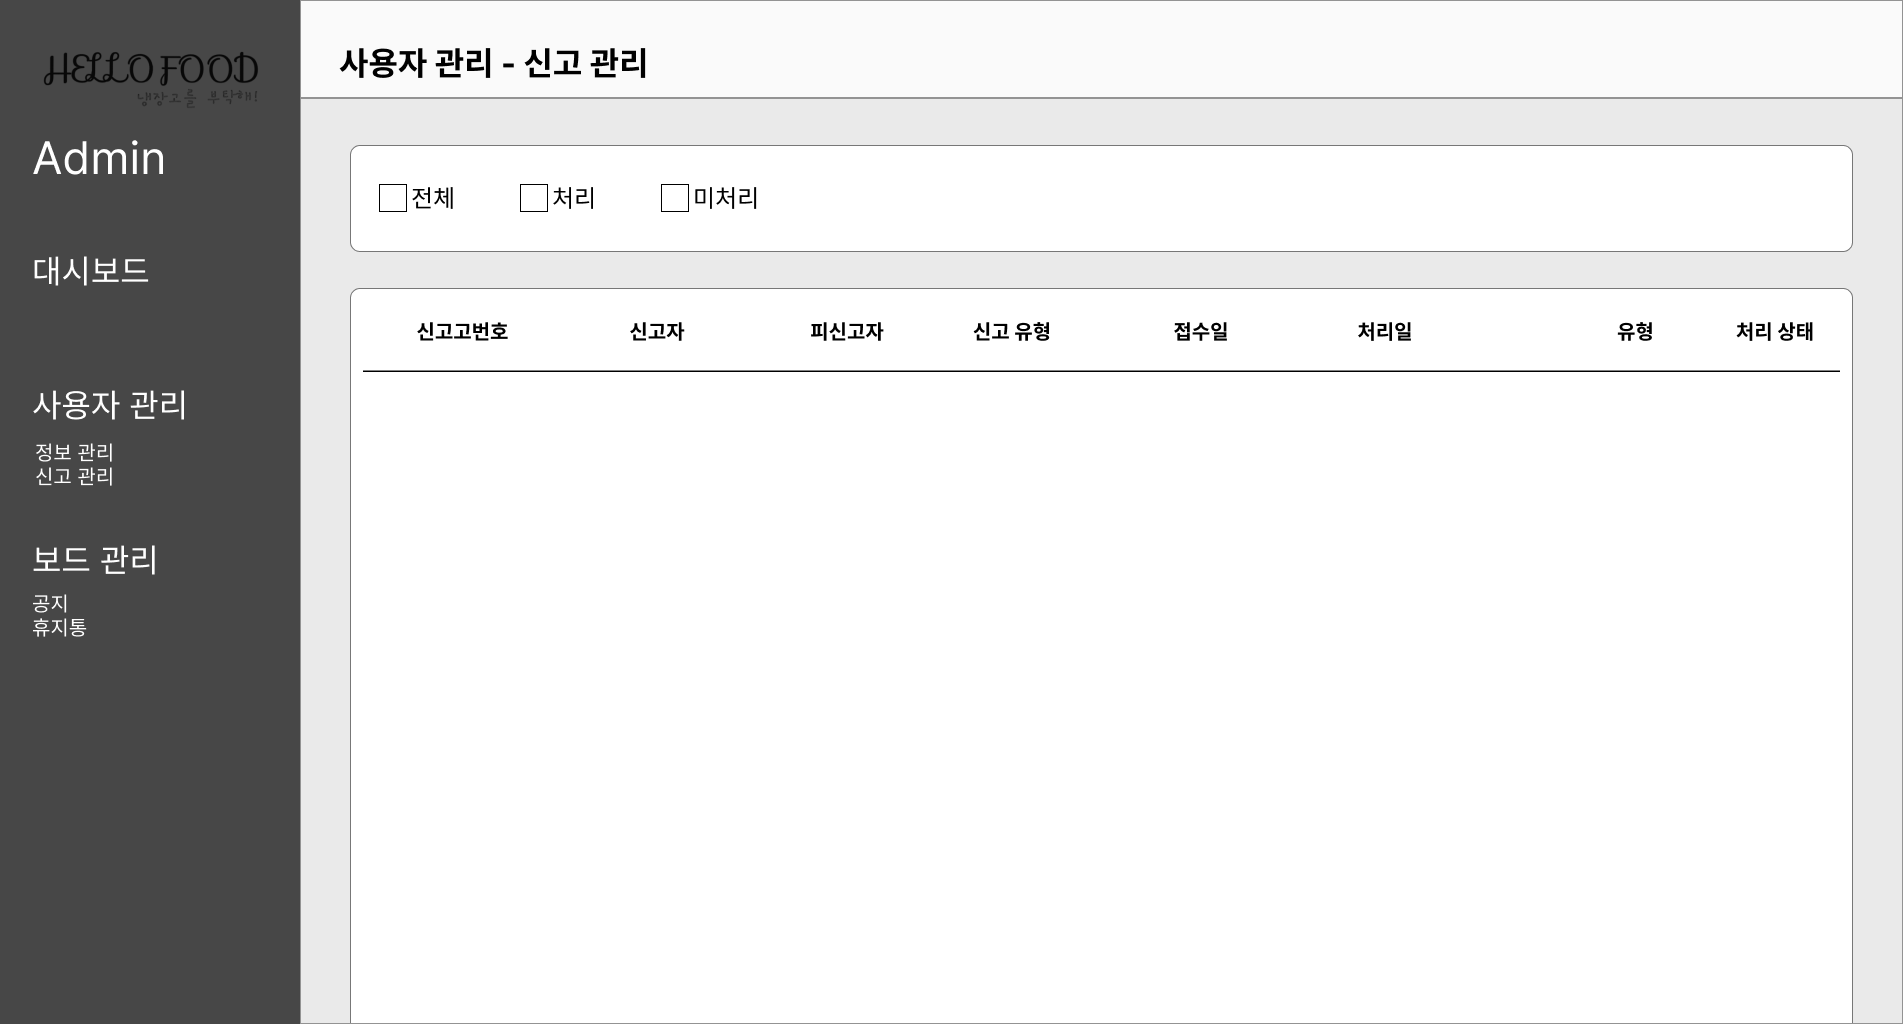 HELLO FOOD
냉장고를 부탁해!
Admin
대시보드
사용자 관리
정보 관리
신고 관리
보드 관리
공지
휴지통
사용자 관리 - 신고 관리
전체 처리 미처리
신고고번호 신고자 피신고자 신고 유형 접수일 처리일 유형 처리 상태